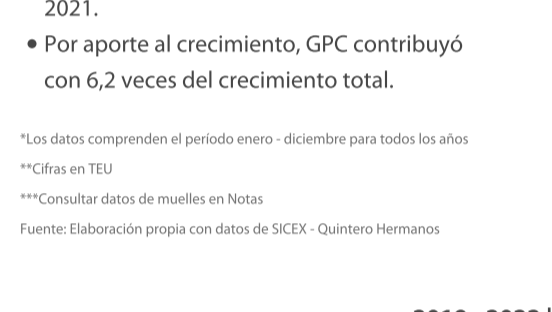 2021.
• Por aporte al crecimiento, GPC contribuyó
con 6,2 veces del crecimiento total.
*Los datos comprenden el período enero - diciembre para todos los años
**Cifras en TEU
***Consultar datos de muelles en Notas
Fuente: Elaboración propia con datos de SICEX - Quintero Hermanos